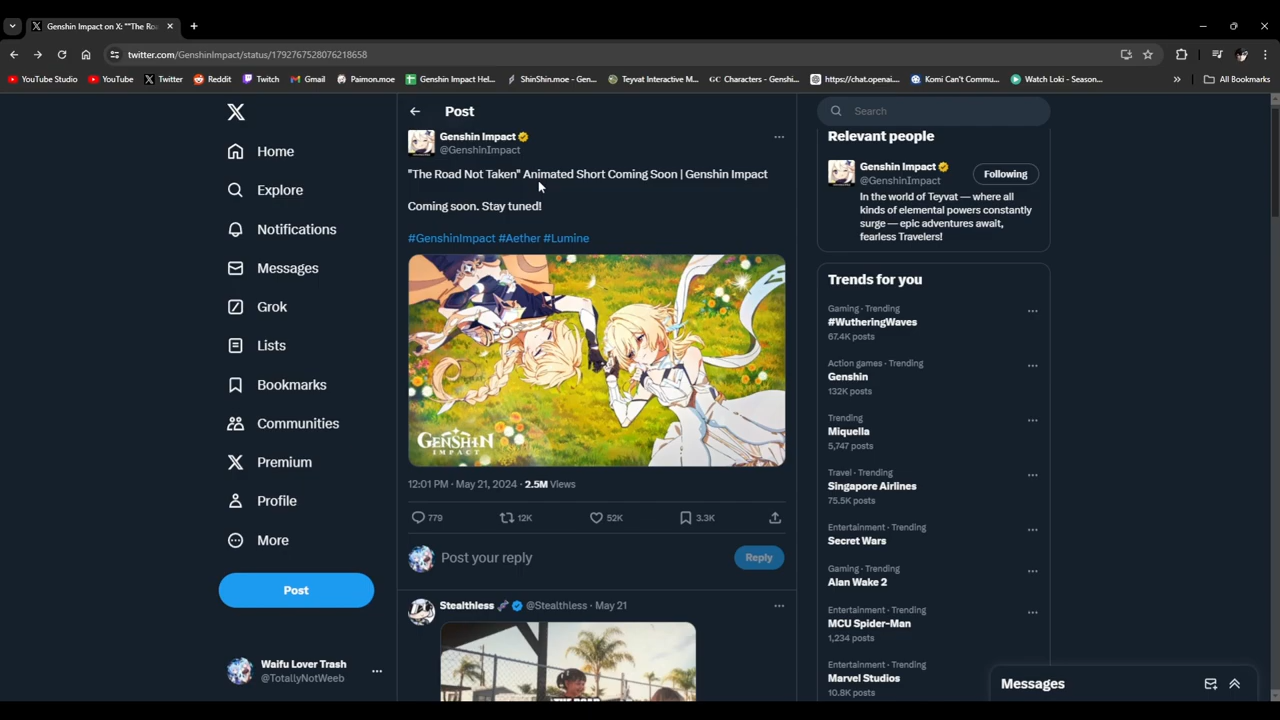 Genshin Impact on X: ""The Roa
twitter.com/GenshinImpact/status/1792767528076218658
YouTube Studio
YouTube
Twitter
Reddit
Twitch
Gmail
Paimon.moe
Genshin Impact Hel...
ShinShin.moe - Gen...
Teyvat Interactive M...
GC Characters - Genshi...
https://chat.openai...
Komi Can't Commu...
Watch Loki - Season...
»
All Bookmarks
X
Home
Explore
Notifications
Messages
Grok
Lists
Bookmarks
Communities
Premium
Profile
More
Post
Waifu Lover Trash
@TotallyNotWeeb
Post
Genshin Impact
@GenshinImpact
"The Road Not Taken" Animated Short Coming Soon | Genshin Impact
Coming soon. Stay tuned!
#GenshinImpact #Aether #Lumine
GENSHIN
IMPACT
12:01 PM · May 21, 2024 · 2.5M Views
779
12K
52K
3.3K
Post your reply
Reply
Stealthless @Stealthless · May 21
Search
Relevant people
Genshin Impact
@GenshinImpact
Following
In the world of Teyvat — where all
kinds of elemental powers constantly
surge — epic adventures await,
fearless Travelers!
Trends for you
Gaming · Trending
#WutheringWaves
67.4K posts
Action games · Trending
Genshin
132K posts
Trending
Miquella
5,747 posts
Travel · Trending
Singapore Airlines
75.5K posts
Entertainment · Trending
Secret Wars
Gaming · Trending
Alan Wake 2
Entertainment · Trending
MCU Spider-Man
1,234 posts
Entertainment · Trending
Marvel Studios
10.8K posts
Messages